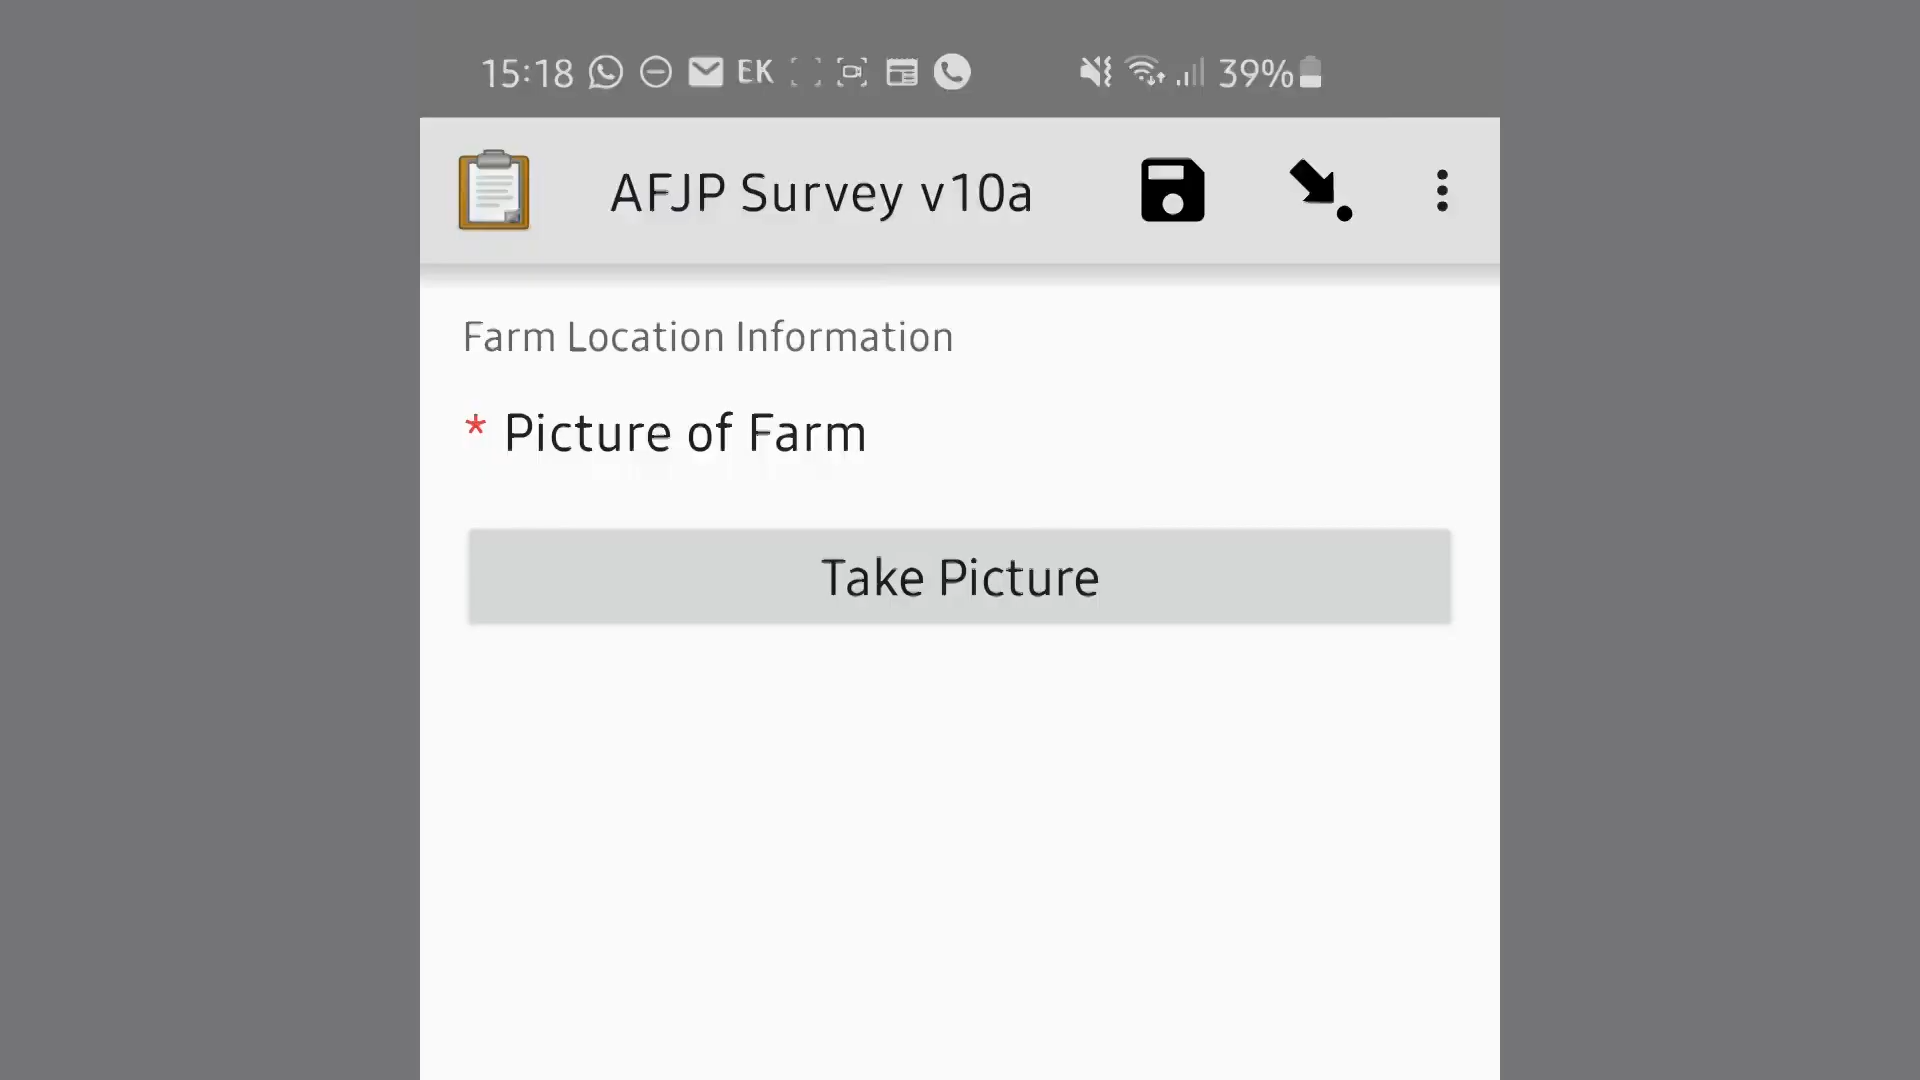 15:18 EK 39%
AFJP Survey v10a
Farm Location Information
* Picture of Farm
Take Picture